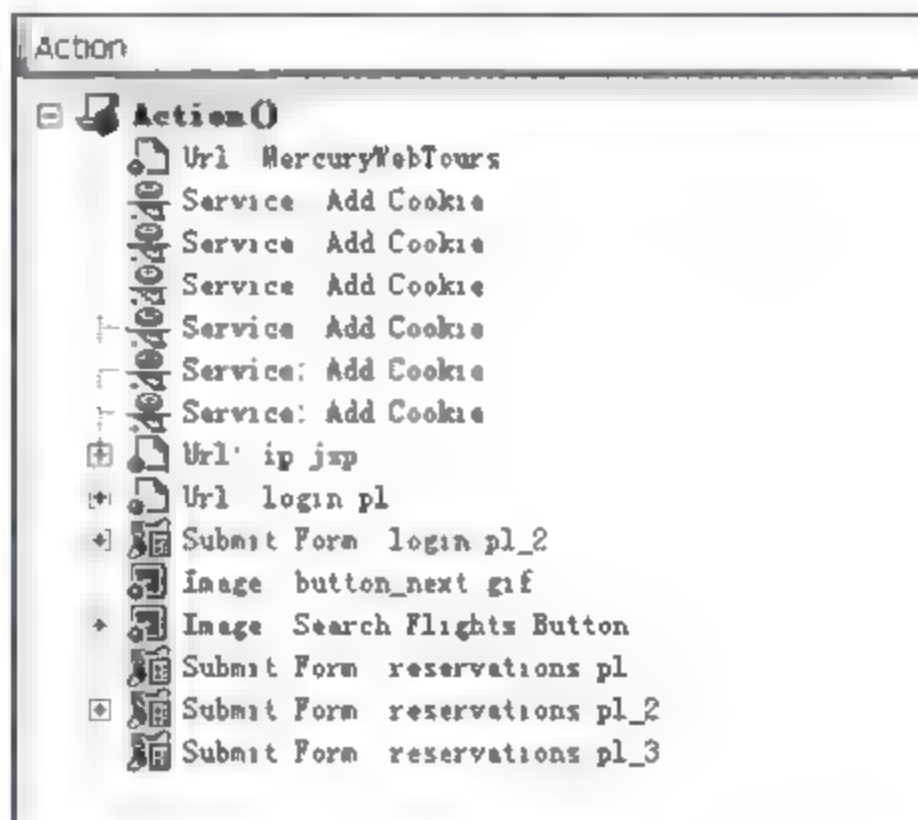 Action
Action()
Url MercuryWebTours
Service Add Cookie
Service Add Cookie
Service Add Cookie
Service Add Cookie
Service: Add Cookie
Service: Add Cookie
Url: ip jsp
Url login pl
Submit Form login pl_2
Image button_next gif
Image Search Flights Button
Submit Form reservations pl
Submit Form reservations pl_2
Submit Form reservations pl_3